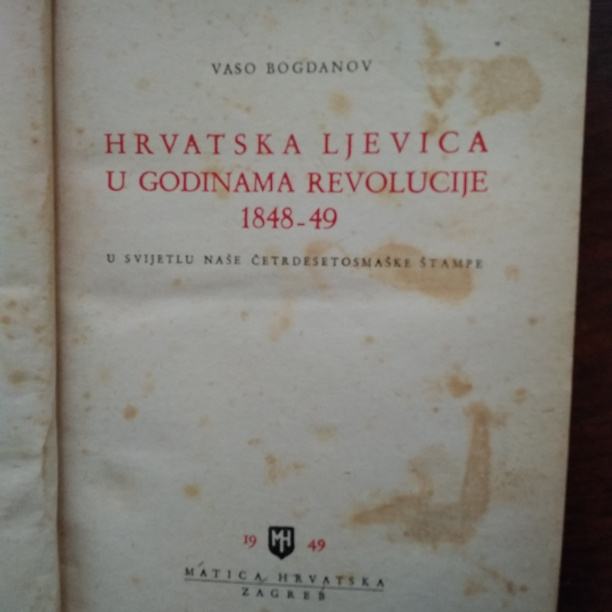 VASO BOGDANOV
HRVATSKA LJEVICA
U GODINAMA REVOLUCIJE
1848-49
U SVIJETLU NAŠE ČETRDESETOSMAŠKE ŠTAMPE
19 MH 49
MATICA HRVATSKA
ZAGREB